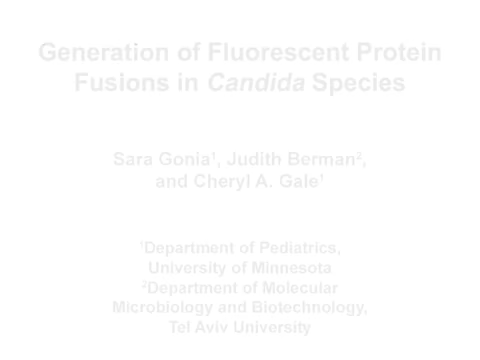 Generation of Fluorescent Protein
Fusions in Candida Species
Sara Gonia¹, Judith Berman²,
and Cheryl A. Gale¹
¹Department of Pediatrics,
University of Minnesota
²Department of Molecular
Microbiology and Biotechnology,
Tel Aviv University